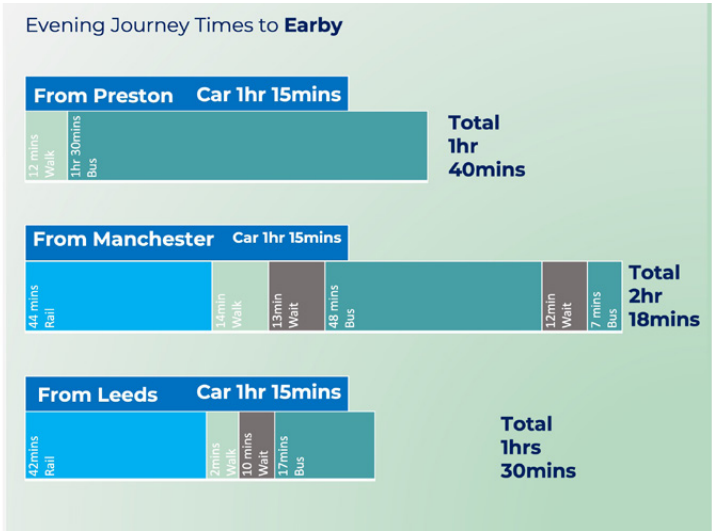 Evening Journey Times to Earby
From Preston Car 1hr 15mins
12 mins
Walk
1hr 30mins
Bus
Total
1hr
40mins
From Manchester Car 1hr 15mins
44 mins
Rail
14min
Walk
13min
Wait
48 mins
Bus
12min
Wait
7 mins
Bus
Total
2hr
18mins
From Leeds Car 1hr 15mins
42mins
Rail
2mins
Walk
10 mins
Wait
17mins
Bus
Total
1hrs
30mins